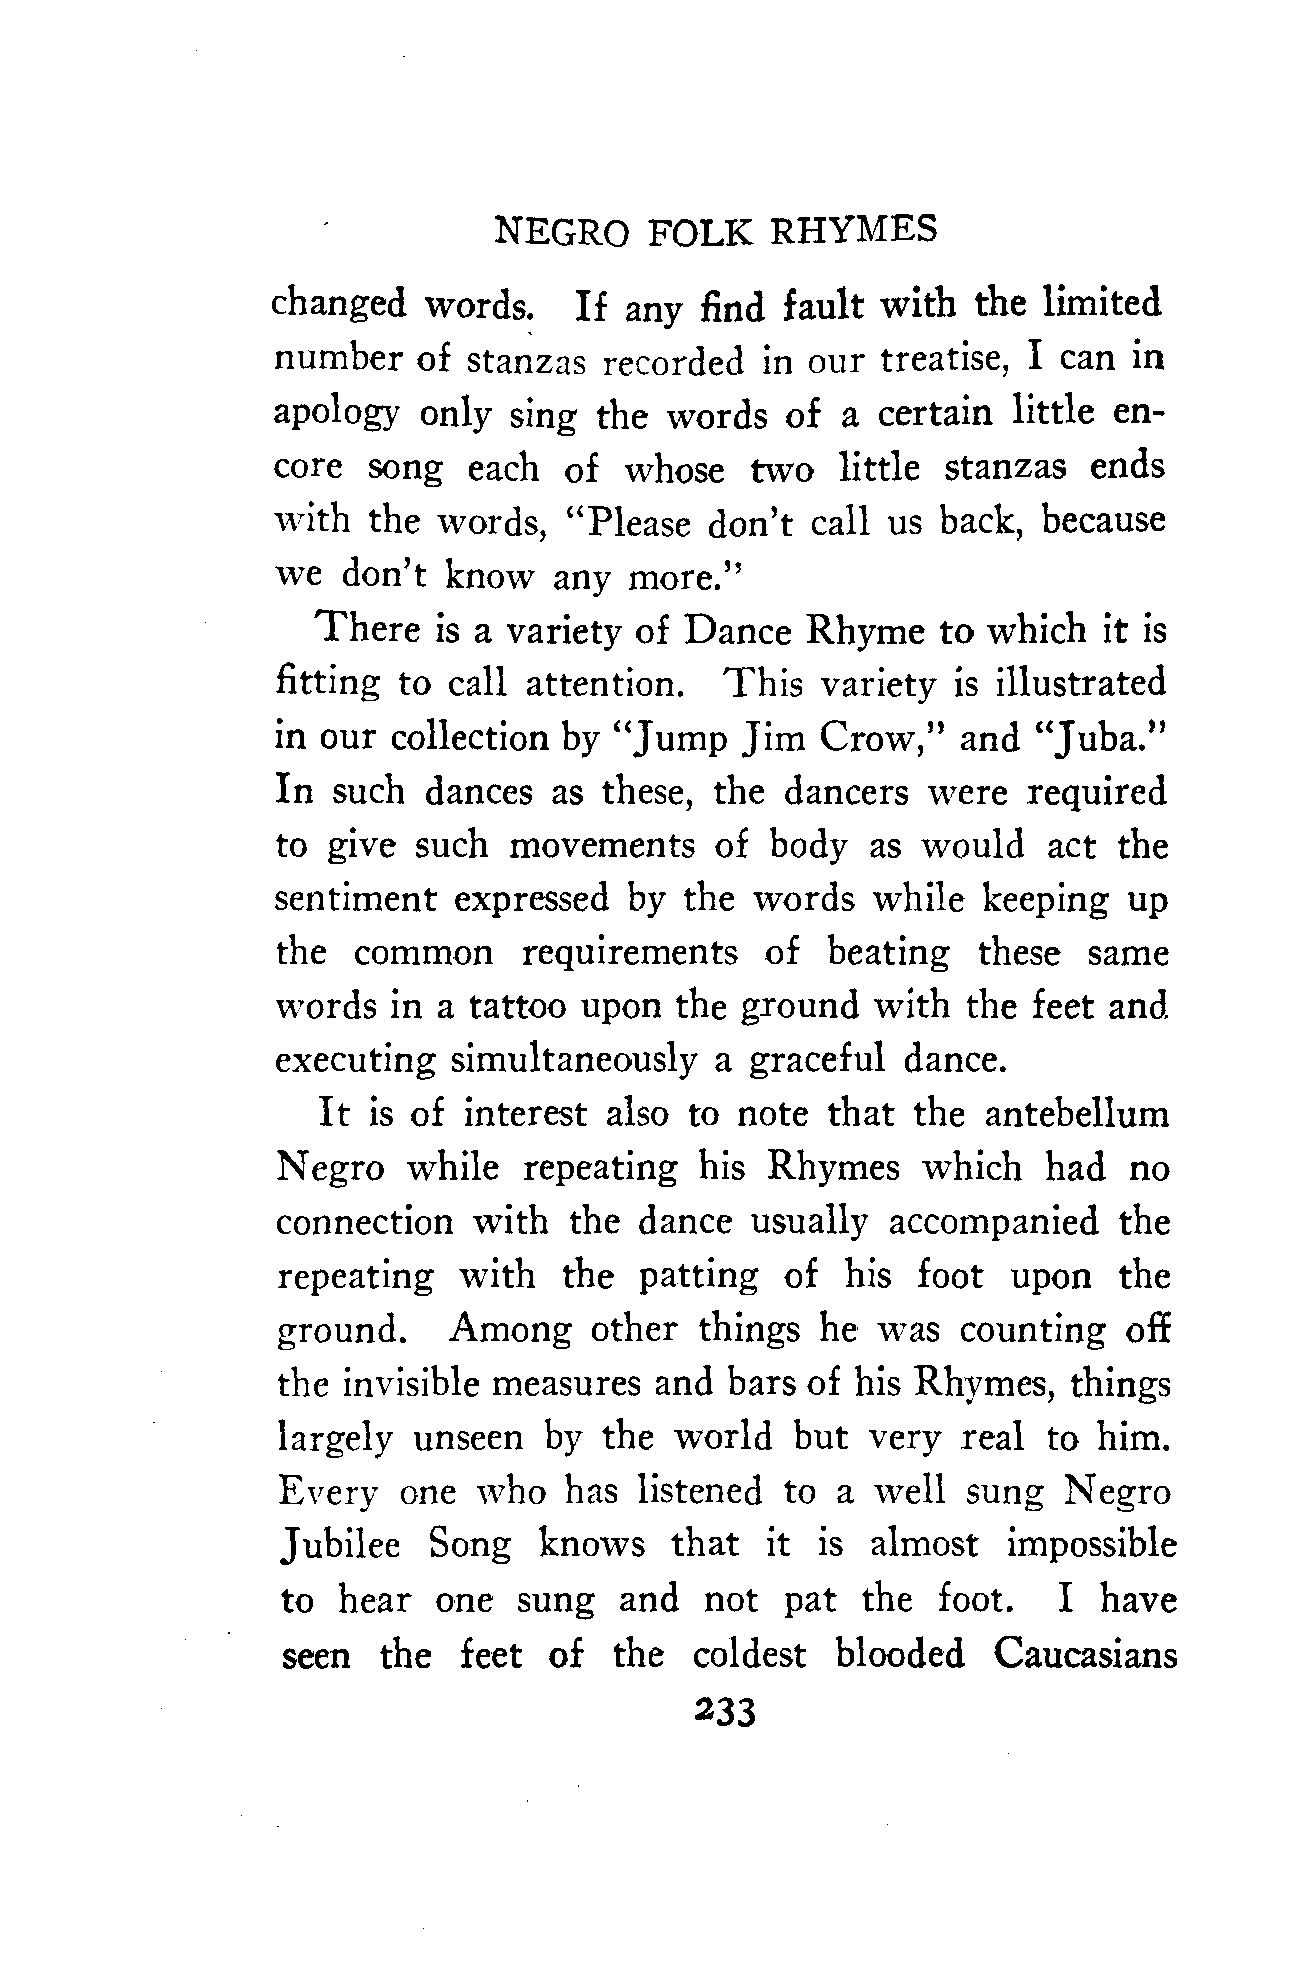 NEGRO FOLK RHYMES
changed words. If any find fault with the limited
number of stanzas recorded in our treatise, I can in
apology only sing the words of a certain little en-
core song each of whose two little stanzas ends
with the words, "Please don't call us back, because
we don't know any more."
There is a variety of Dance Rhyme to which it is
fitting to call attention. This variety is illustrated
in our collection by "Jump Jim Crow," and "Juba."
In such dances as these, the dancers were required
to give such movements of body as would act the
sentiment expressed by the words while keeping up
the common requirements of beating these same
words in a tattoo upon the ground with the feet and
executing simultaneously a graceful dance.
It is of interest also to note that the antebellum
Negro while repeating his Rhymes which had no
connection with the dance usually accompanied the
repeating with the patting of his foot upon the
ground. Among other things he was counting off
the invisible measures and bars of his Rhymes, things
largely unseen by the world but very real to him.
Every one who has listened to a well sung Negro
Jubilee Song knows that it is almost impossible
to hear one sung and not pat the foot. I have
seen the feet of the coldest blooded Caucasians
233